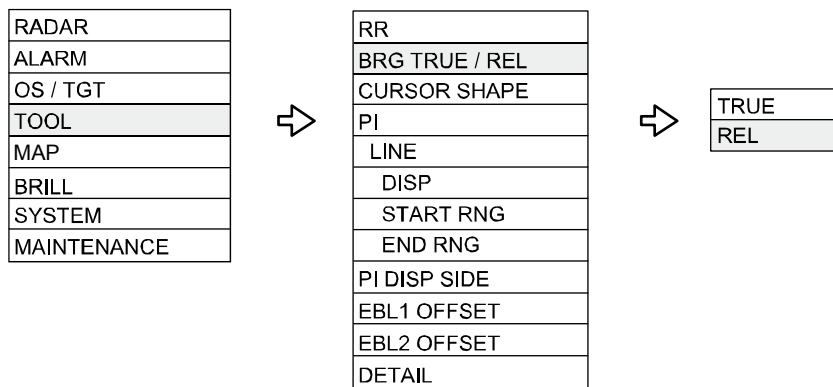 RADAR
ALARM
OS / TGT
TOOL
MAP
BRILL
SYSTEM
MAINTENANCE
RR
BRG TRUE / REL
CURSOR SHAPE
PI
LINE
DISP
START RNG
END RNG
PI DISP SIDE
EBL1 OFFSET
EBL2 OFFSET
DETAIL
TRUE
REL